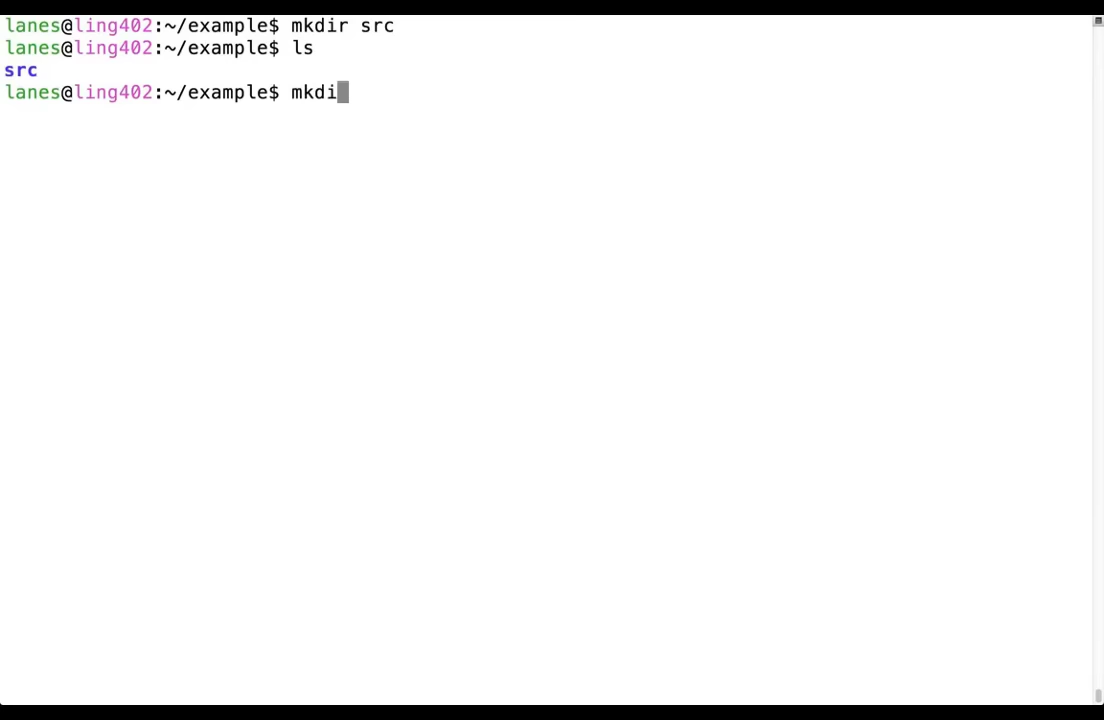 lanes@ling402:~/example$ mkdir src
lanes@ling402:~/example$ ls
src
lanes@ling402:~/example$ mkdi